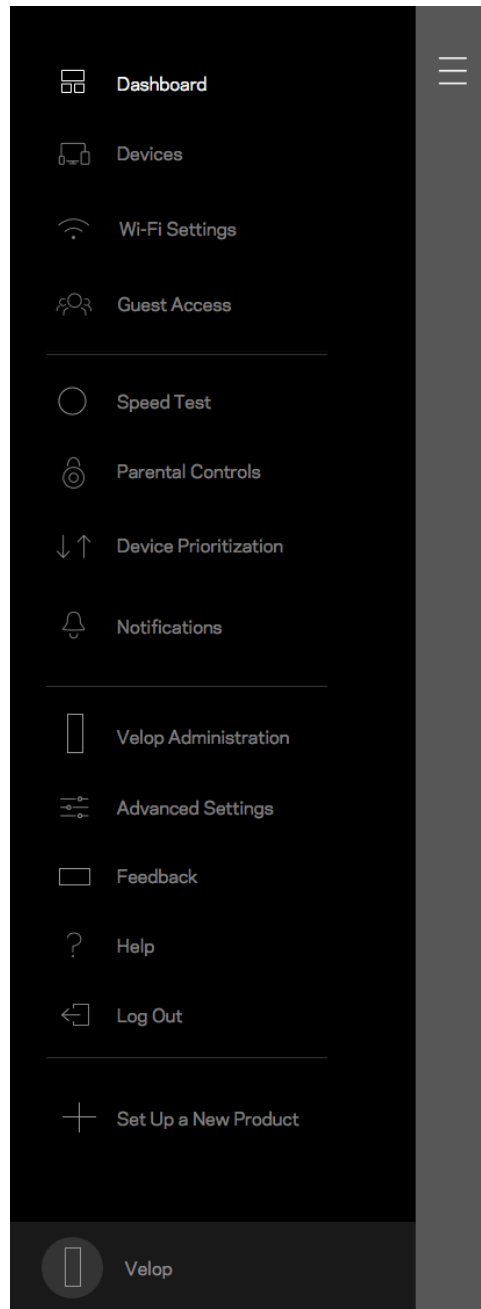 Dashboard
Devices
Wi-Fi Settings
Guest Access
Speed Test
Parental Controls
Device Prioritization
Notifications
Velop Administration
Advanced Settings
Feedback
Help
Log Out
Set Up a New Product
Velop